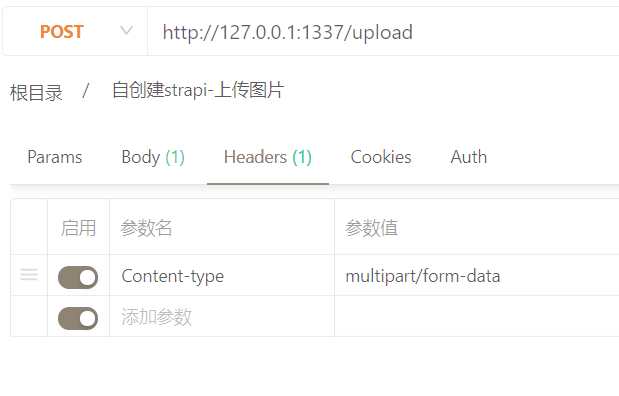 POST http://127.0.0.1:1337/upload
根目录 / 自创建strapi-上传图片
Params Body (1) Headers (1) Cookies Auth
启用 参数名 参数值
Content-type multipart/form-data
添加参数